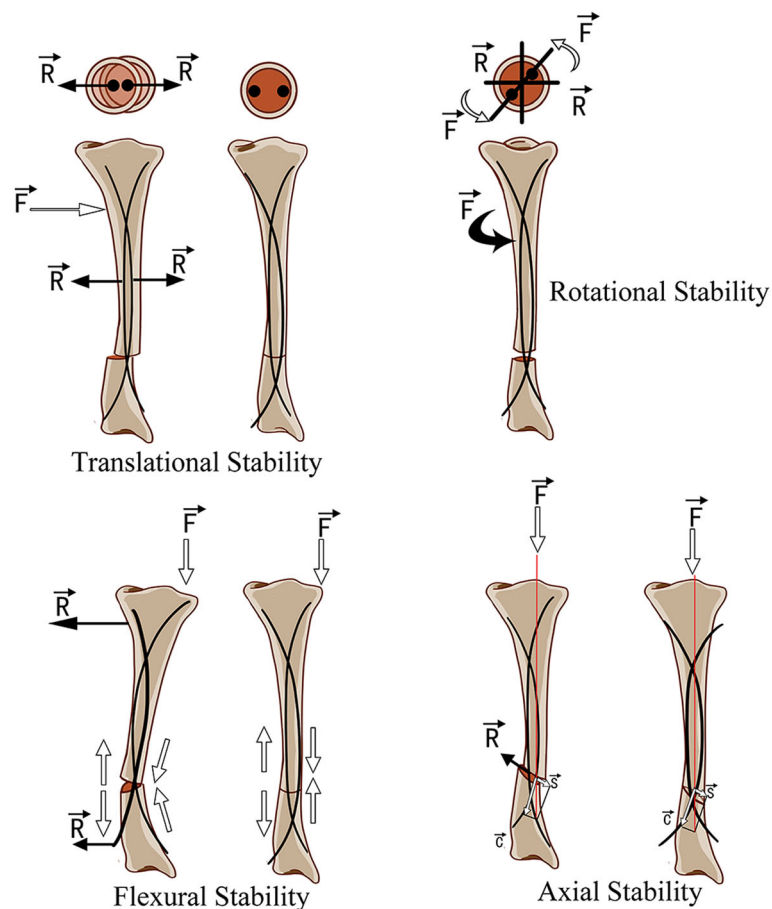 R⃗ R⃗
F⃗
R⃗ R⃗
F⃗
F⃗
F⃗
R⃗ R⃗
Rotational Stability
Translational Stability
F⃗ F⃗
R⃗
R⃗
Flexural Stability
F⃗ F⃗
R⃗
S⃗ S⃗
C⃗ C⃗
Axial Stability